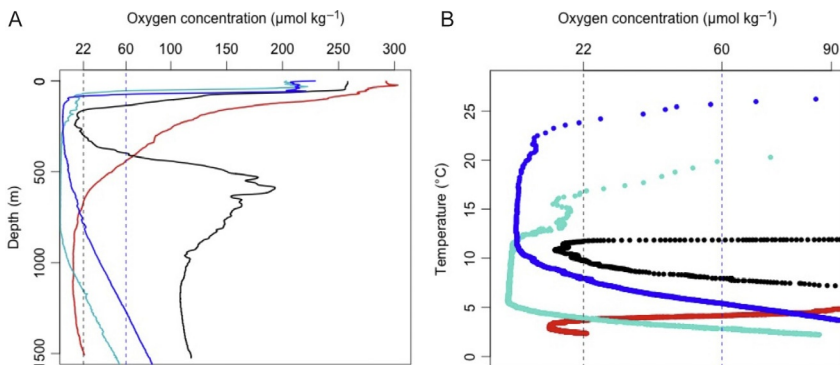 A
Oxygen concentration (µmol kg⁻¹)
22 60 100 150 200 250 300
Depth (m)
0
500
1000
1500
B
Oxygen concentration (µmol kg⁻¹)
22 60 90
Temperature (°C)
25
20
15
10
5
0